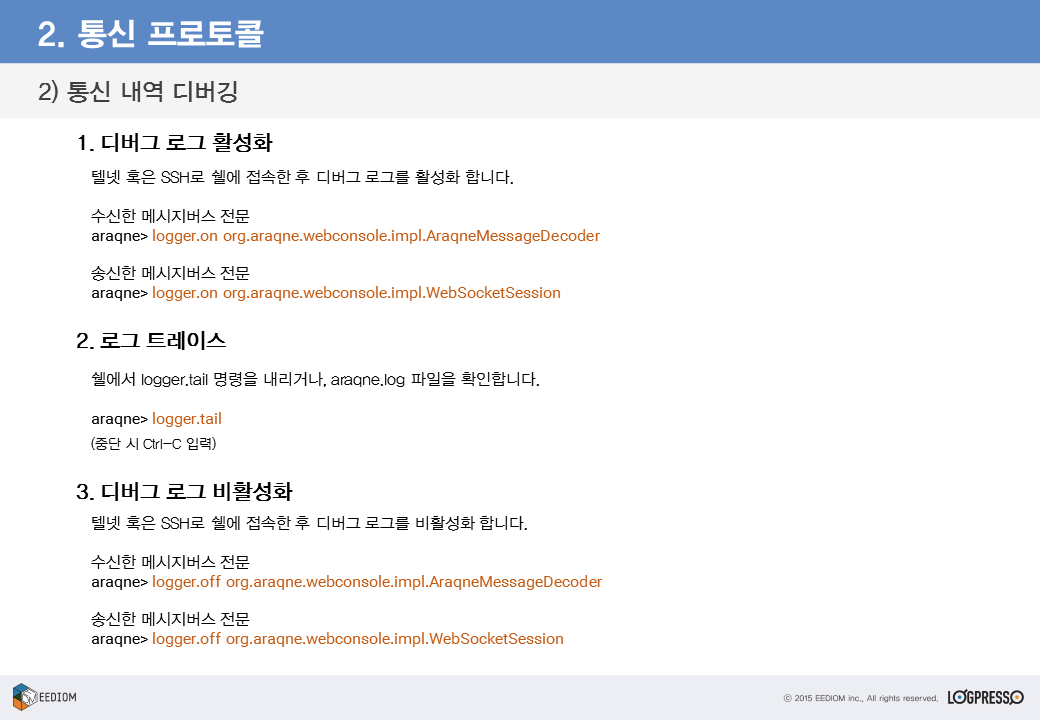 2. 통신 프로토콜
2) 통신 내역 디버깅
1. 디버그 로그 활성화
텔넷 혹은 SSH로 쉘에 접속한 후 디버그 로그를 활성화 합니다.
수신한 메시지버스 전문
araqne> logger.on org.araqne.webconsole.impl.AraqneMessageDecoder
송신한 메시지버스 전문
araqne> logger.on org.araqne.webconsole.impl.WebSocketSession
2. 로그 트레이스
쉘에서 logger.tail 명령을 내리거나, araqne.log 파일을 확인합니다.
araqne> logger.tail
(중단 시 Ctrl-C 입력)
3. 디버그 로그 비활성화
텔넷 혹은 SSH로 쉘에 접속한 후 디버그 로그를 비활성화 합니다.
수신한 메시지버스 전문
araqne> logger.off org.araqne.webconsole.impl.AraqneMessageDecoder
송신한 메시지버스 전문
araqne> logger.off org.araqne.webconsole.impl.WebSocketSession
EEDIOM
ⓒ 2015 EEDIOM inc., All rights reserved. LOGPRESSO